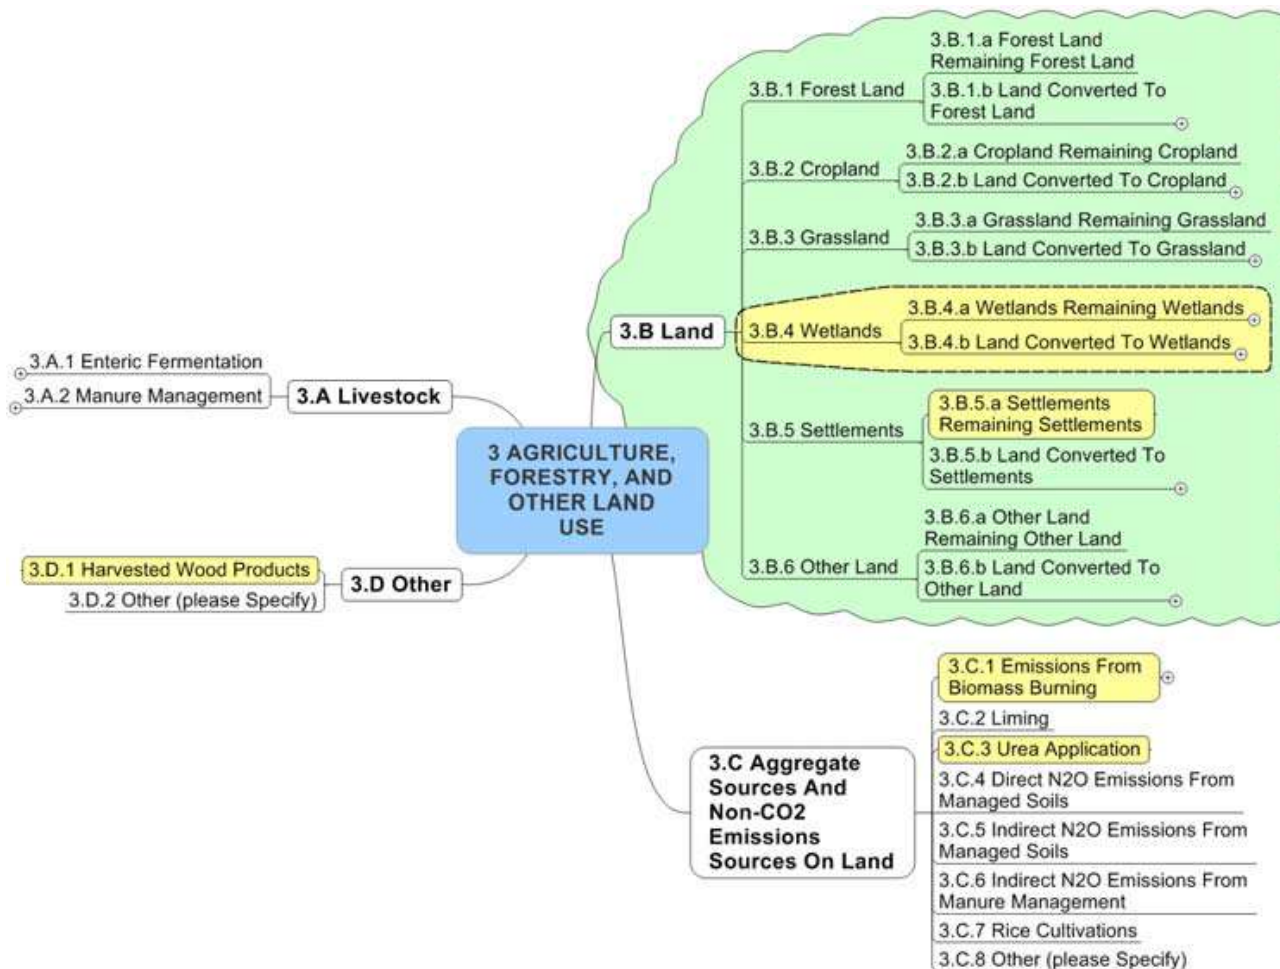 3 AGRICULTURE,
FORESTRY, AND
OTHER LAND
USE
3.A Livestock
3.A.1 Enteric Fermentation
3.A.2 Manure Management
3.B Land
3.B.1 Forest Land
3.B.1.a Forest Land
Remaining Forest Land
3.B.1.b Land Converted To
Forest Land
3.B.2 Cropland
3.B.2.a Cropland Remaining Cropland
3.B.2.b Land Converted To Cropland
3.B.3 Grassland
3.B.3.a Grassland Remaining Grassland
3.B.3.b Land Converted To Grassland
3.B.4 Wetlands
3.B.4.a Wetlands Remaining Wetlands
3.B.4.b Land Converted To Wetlands
3.B.5 Settlements
3.B.5.a Settlements
Remaining Settlements
3.B.5.b Land Converted To
Settlements
3.B.6 Other Land
3.B.6.a Other Land
Remaining Other Land
3.B.6.b Land Converted To
Other Land
3.C Aggregate
Sources And
Non-CO2
Emissions
Sources On Land
3.C.1 Emissions From
Biomass Burning
3.C.2 Liming
3.C.3 Urea Application
3.C.4 Direct N2O Emissions From
Managed Soils
3.C.5 Indirect N2O Emissions From
Managed Soils
3.C.6 Indirect N2O Emissions From
Manure Management
3.C.7 Rice Cultivations
3.C.8 Other (please Specify)
3.D Other
3.D.1 Harvested Wood Products
3.D.2 Other (please Specify)